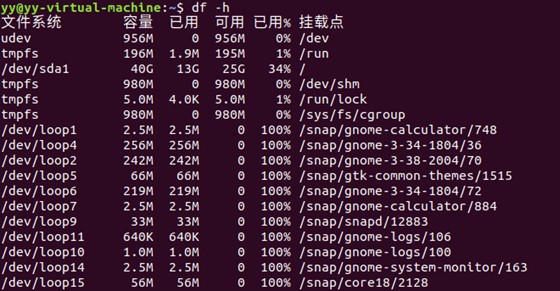 yy@yy-virtual-machine:~$ df -h
文件系统 容量 已用 可用 已用% 挂载点
udev 956M 0 956M 0% /dev
tmpfs 196M 1.9M 195M 1% /run
/dev/sda1 40G 13G 25G 34% /
tmpfs 980M 0 980M 0% /dev/shm
tmpfs 5.0M 4.0K 5.0M 1% /run/lock
tmpfs 980M 0 980M 0% /sys/fs/cgroup
/dev/loop1 2.5M 2.5M 0 100% /snap/gnome-calculator/748
/dev/loop4 256M 256M 0 100% /snap/gnome-3-34-1804/36
/dev/loop2 242M 242M 0 100% /snap/gnome-3-38-2004/70
/dev/loop5 66M 66M 0 100% /snap/gtk-common-themes/1515
/dev/loop6 219M 219M 0 100% /snap/gnome-3-34-1804/72
/dev/loop7 2.5M 2.5M 0 100% /snap/gnome-calculator/884
/dev/loop9 33M 33M 0 100% /snap/snapd/12883
/dev/loop11 640K 640K 0 100% /snap/gnome-logs/106
/dev/loop10 1.0M 1.0M 0 100% /snap/gnome-logs/100
/dev/loop14 2.5M 2.5M 0 100% /snap/gnome-system-monitor/163
/dev/loop15 56M 56M 0 100% /snap/core18/2128